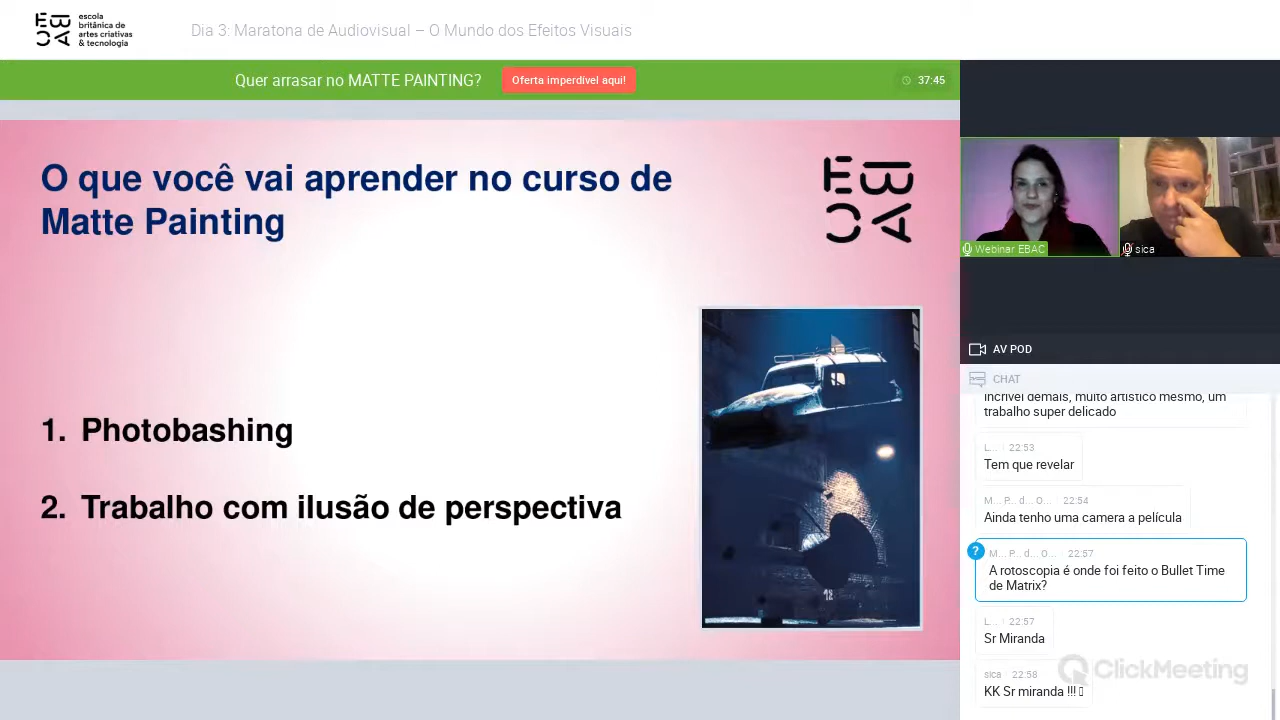 escola
britânica de
artes criativas
& tecnologia
Dia 3: Maratona de Audiovisual – O Mundo dos Efeitos Visuais
Quer arrasar no MATTE PAINTING?
Oferta imperdível aqui!
37:45
O que você vai aprender no curso de
Matte Painting
1. Photobashing
2. Trabalho com ilusão de perspectiva
12
Webinar EBAC
sica
AV POD
CHAT
incrível demais, muito artístico mesmo, um
trabalho super delicado
L... 22:53
Tem que revelar
M... P... d... O... 22:54
Ainda tenho uma camera a película
?
M... P... d... O... 22:57
A rotoscopia é onde foi feito o Bullet Time
de Matrix?
L... 22:57
Sr Miranda
sica 22:58
KK Sr miranda !!!
ClickMeeting